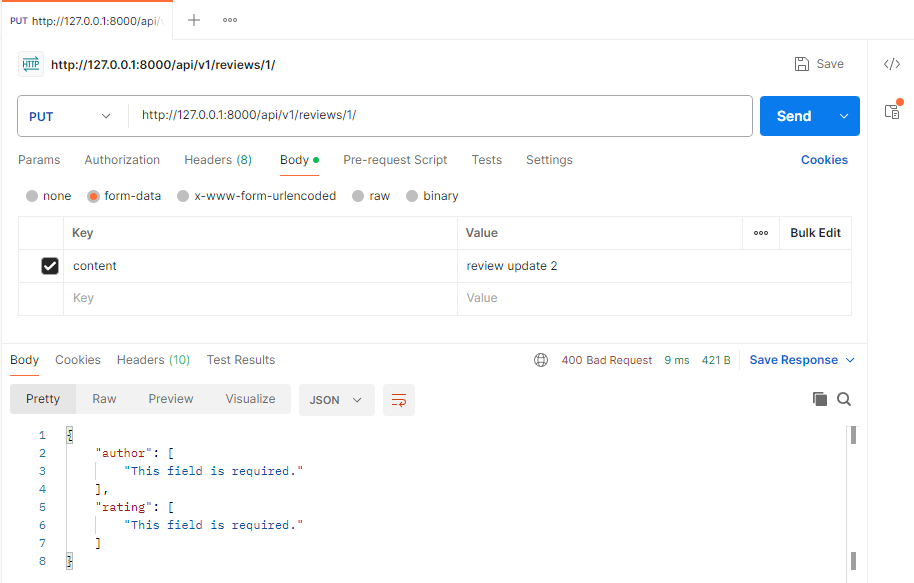 PUT http://127.0.0.1:8000/api/
HTTP http://127.0.0.1:8000/api/v1/reviews/1/ Save
PUT http://127.0.0.1:8000/api/v1/reviews/1/ Send
Params Authorization Headers (8) Body Pre-request Script Tests Settings Cookies
none form-data x-www-form-urlencoded raw binary
Key Value Bulk Edit
content review update 2
Key Value
Body Cookies Headers (10) Test Results 400 Bad Request 9 ms 421 B Save Response
Pretty Raw Preview Visualize JSON
1 {
2 "author": [
3 "This field is required."
4 ],
5 "rating": [
6 "This field is required."
7 ]
8 }